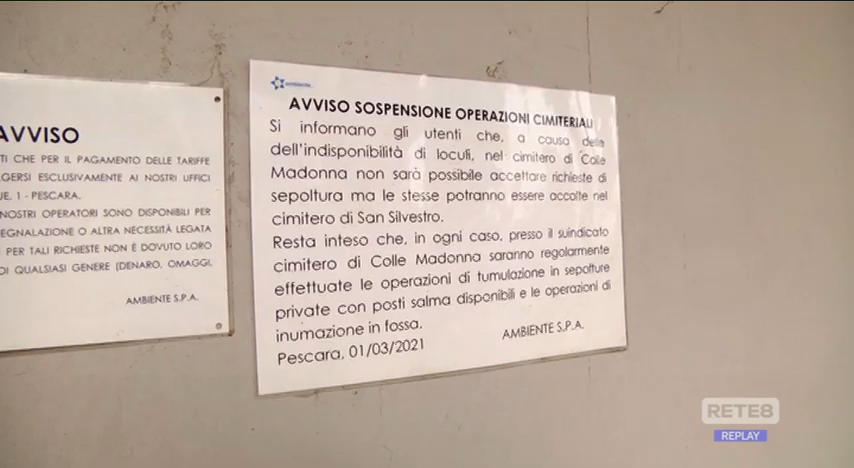 AVVISO
TI CHE PER IL PAGAMENTO DELLE TARIFFE
LGERSI ESCLUSIVAMENTE AI NOSTRI UFFICI
UE, 1 - PESCARA.
NOSTRI OPERATORI SONO DISPONIBILI PER
EGNALAZIONE O ALTRA NECESSITÀ LEGATA
PER TALI RICHIESTE NON È DOVUTO LORO
DI QUALSIASI GENERE (DENARO, OMAGGI,
AMBIENTE S.P.A.
ambiente
AVVISO SOSPENSIONE OPERAZIONI CIMITERIALI
Si informano gli utenti che, a causa della
dell'indisponibilità di loculi, nel cimitero di Colle
Madonna non sarà possibile accettare richieste di
sepoltura ma le stesse potranno essere accolte nel
cimitero di San Silvestro.
Resta inteso che, in ogni caso, presso il suindicato
cimitero di Colle Madonna saranno regolarmente
effettuate le operazioni di tumulazione in sepolture
private con posti salma disponibili e le operazioni di
inumazione in fossa.
Pescara, 01/03/2021
AMBIENTE S.P.A.
RETE8
REPLAY